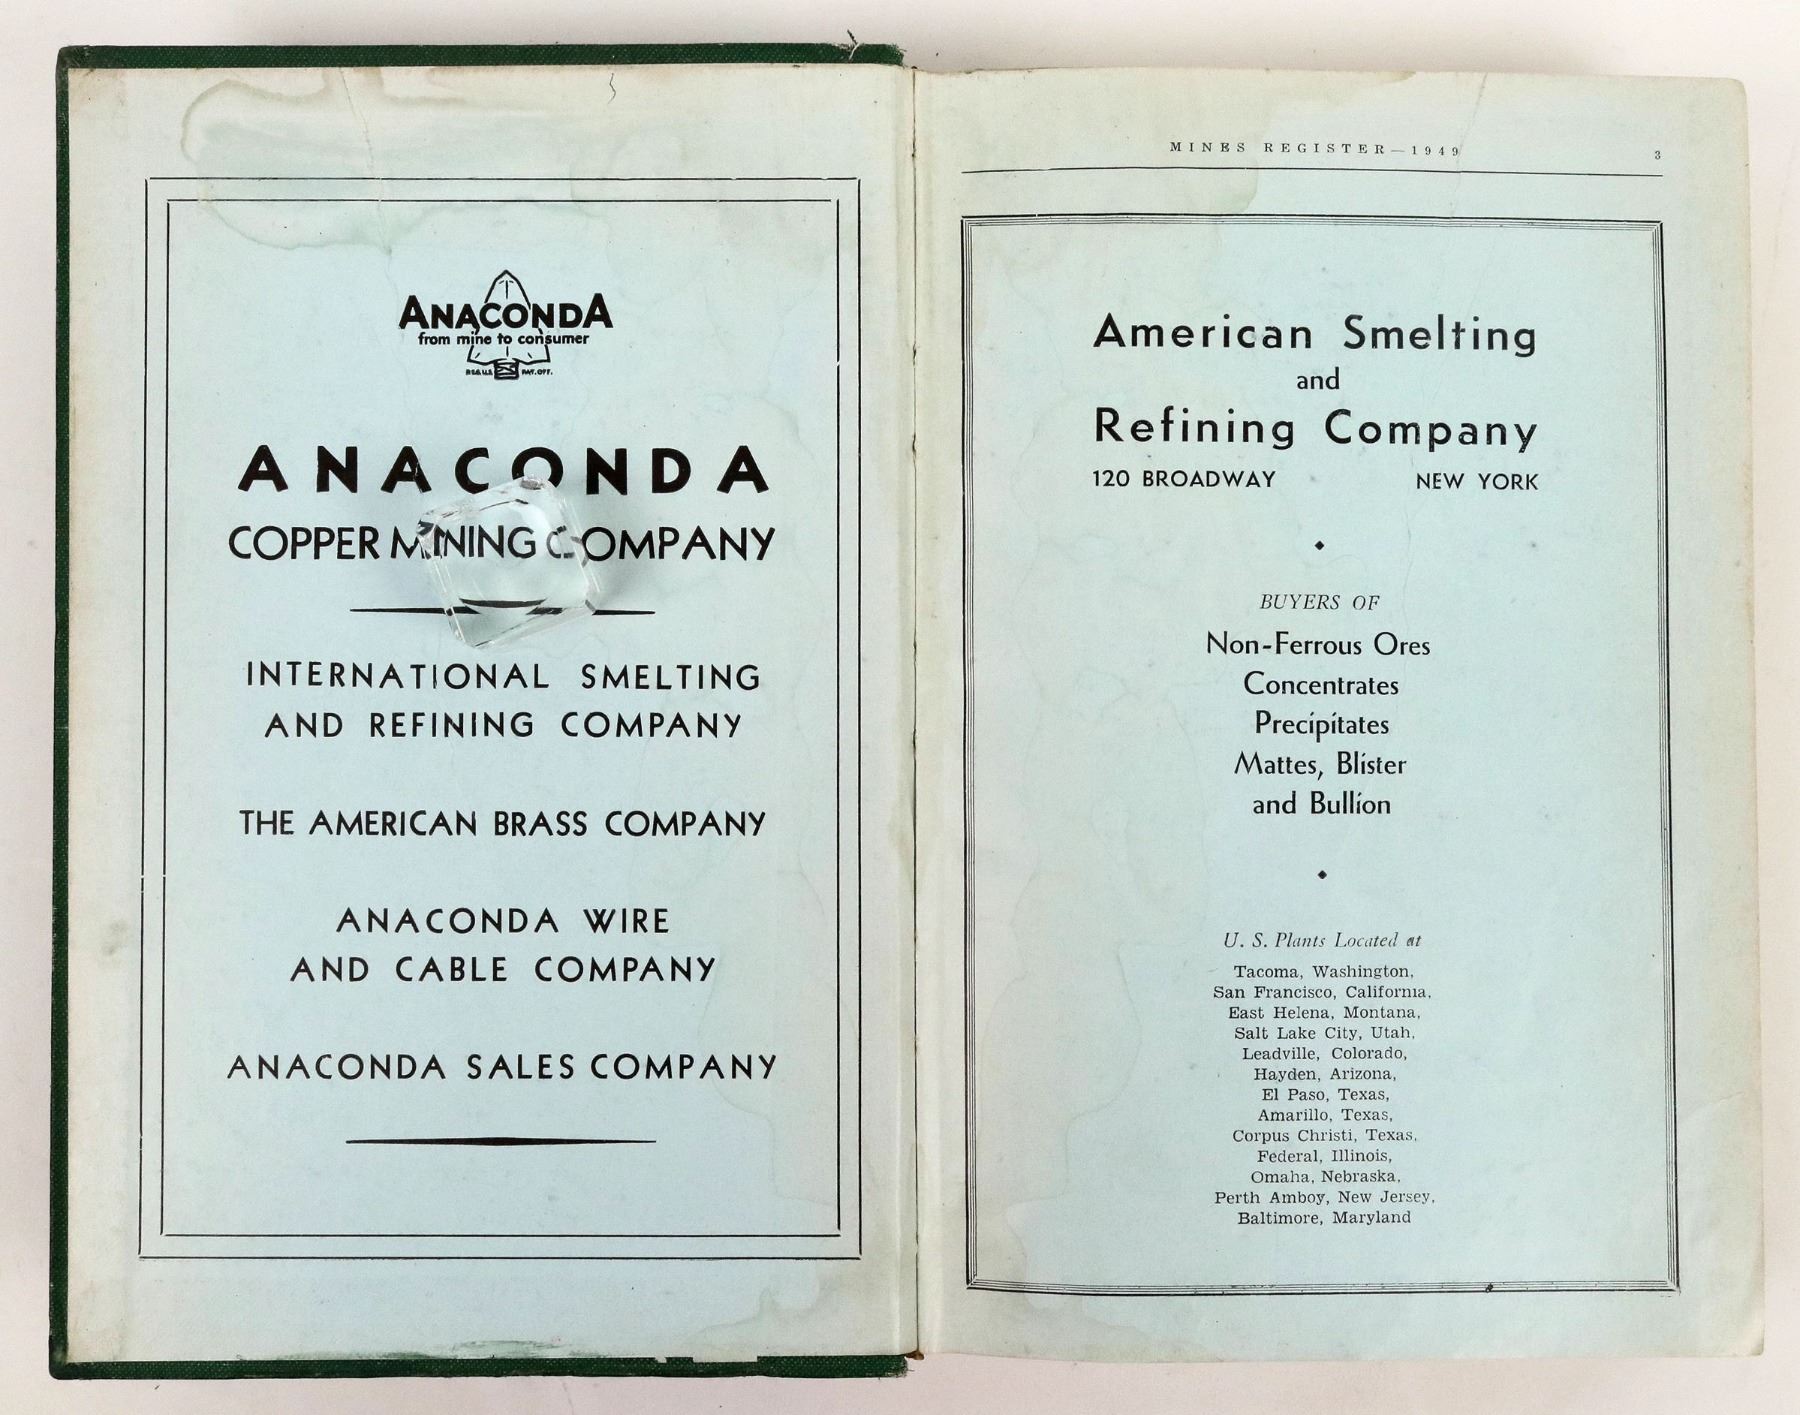 ANACONDA
from mine to consumer
REG. U.S. PAT. OFF.
ANACONDA
COPPER MINING COMPANY
INTERNATIONAL SMELTING
AND REFINING COMPANY
THE AMERICAN BRASS COMPANY
ANACONDA WIRE
AND CABLE COMPANY
ANACONDA SALES COMPANY
MINES REGISTER—1949 3
American Smelting
and
Refining Company
120 BROADWAY NEW YORK
BUYERS OF
Non-Ferrous Ores
Concentrates
Precipitates
Mattes, Blister
and Bullion
U. S. Plants Located at
Tacoma, Washington,
San Francisco, California,
East Helena, Montana,
Salt Lake City, Utah,
Leadville, Colorado,
Hayden, Arizona,
El Paso, Texas,
Amarillo, Texas,
Corpus Christi, Texas,
Federal, Illinois,
Omaha, Nebraska,
Perth Amboy, New Jersey,
Baltimore, Maryland